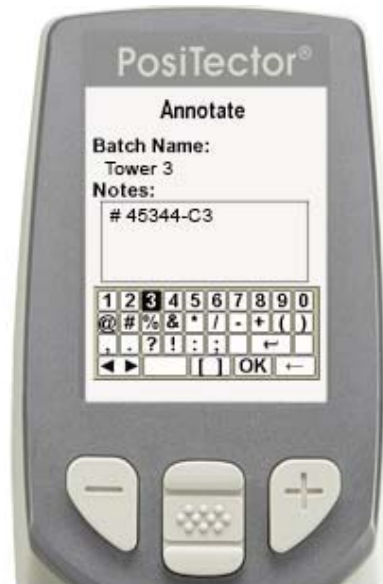 PosiTector®
Annotate
Batch Name:
Tower 3
Notes:
# 45344-C3
1 2 3 4 5 6 7 8 9 0
@ # % & * / - + ( )
, . ? ! : ; ↵
◄ ► [ ] OK ←
− +